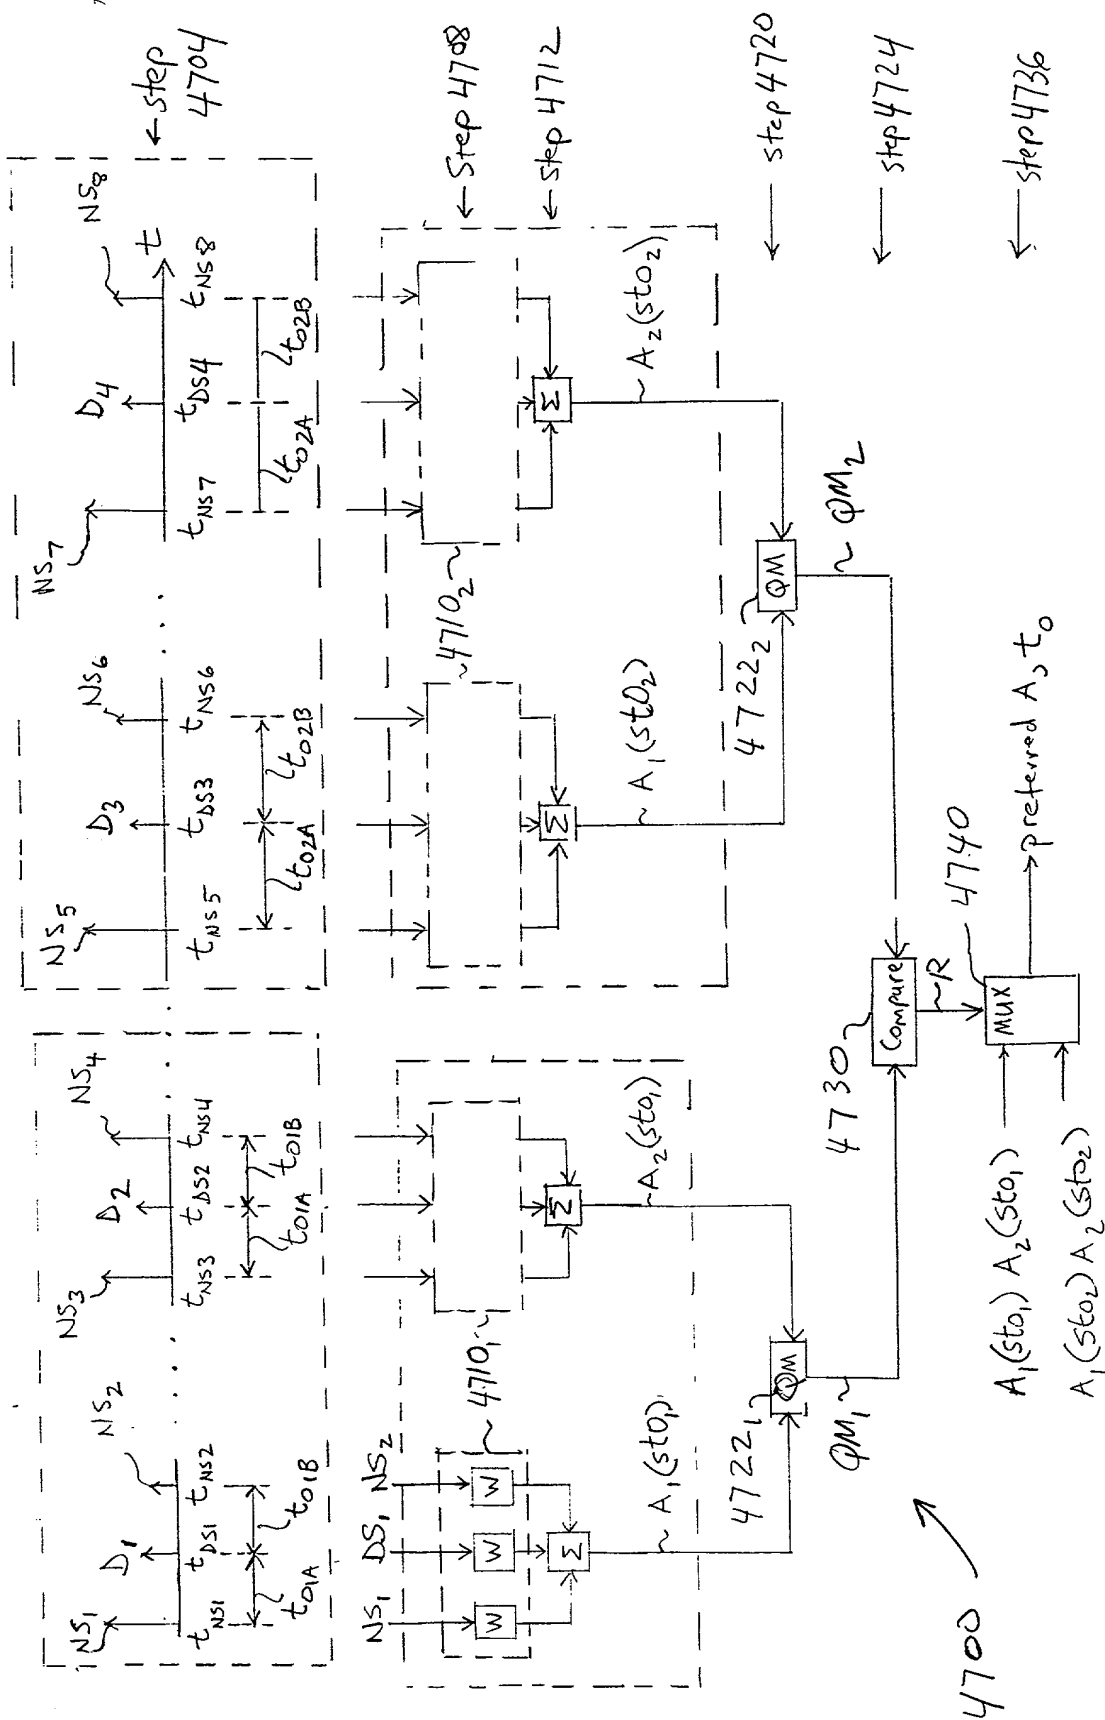 NS1 D1 NS2 . . . NS3 D2 NS4 . . . NS5 D3 NS6 . . . NS7 D4 NS8 ← step 4704
tNS1 tDS1 tNS2 tNS3 tDS2 tNS4 tNS5 tDS3 tNS6 tNS7 tDS4 tNS8 t
t01A t01B t01A t01B t02A t02B t02A t02B
NS1 DS1 NS2 ← Step 4708
W W W 4710₁ 4710₂
Σ Σ Σ Σ ← Step 4712
A₁(st0₁) A₂(st0₁) A₁(st0₂) A₂(st0₂)
4722₁ QM 4722₂ QM ← step 4720
QM₁ QM₂
4730 Compare ← step 4724
R
4740 MUX ← step 4736
A₁(st0₁) A₂(st0₁)
A₁(st0₂) A₂(st0₂)
preferred A, t₀
4700